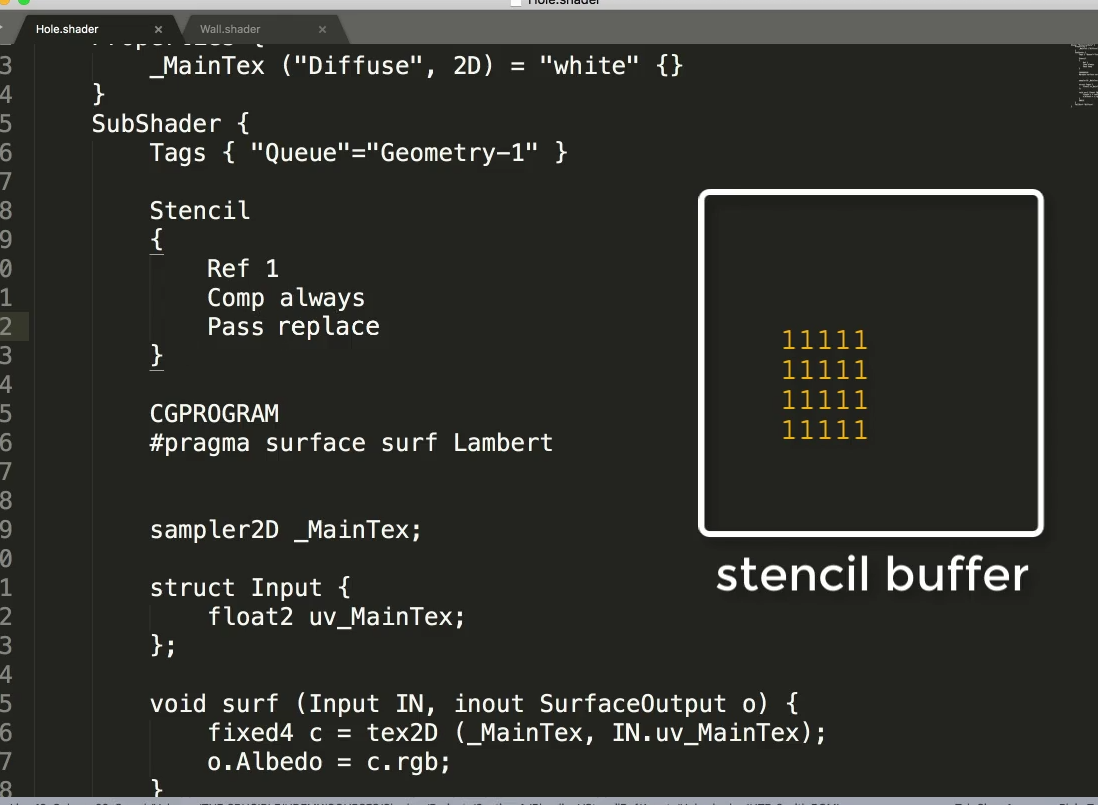 Hole.shader
Hole.shader
Wall.shader
Properties {
3 _MainTex ("Diffuse", 2D) = "white" {}
4 }
5 SubShader {
6 Tags { "Queue"="Geometry-1" }
7
8 Stencil
9 {
0 Ref 1
1 Comp always
2 Pass replace
3 }
4
5 CGPROGRAM
6 #pragma surface surf Lambert
7
8
9 sampler2D _MainTex;
0
1 struct Input {
2 float2 uv_MainTex;
3 };
4
5 void surf (Input IN, inout SurfaceOutput o) {
6 fixed4 c = tex2D (_MainTex, IN.uv_MainTex);
7 o.Albedo = c.rgb;
8 }
11111
11111
11111
11111
stencil buffer